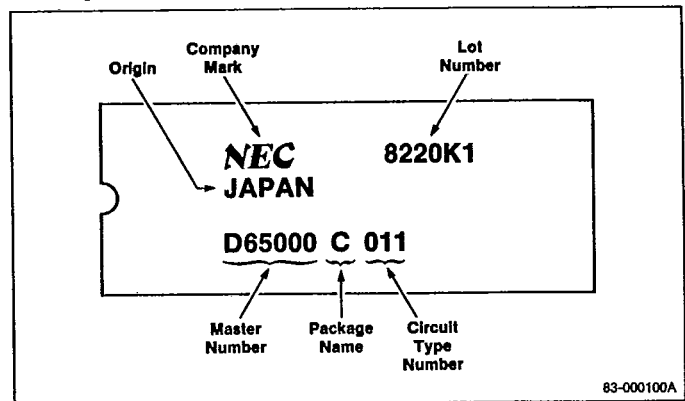 Company
Mark
Lot
Number
Origin
NEC
8220K1
JAPAN
D65000 C 011
Master
Number
Package
Name
Circuit
Type
Number
83-000100A